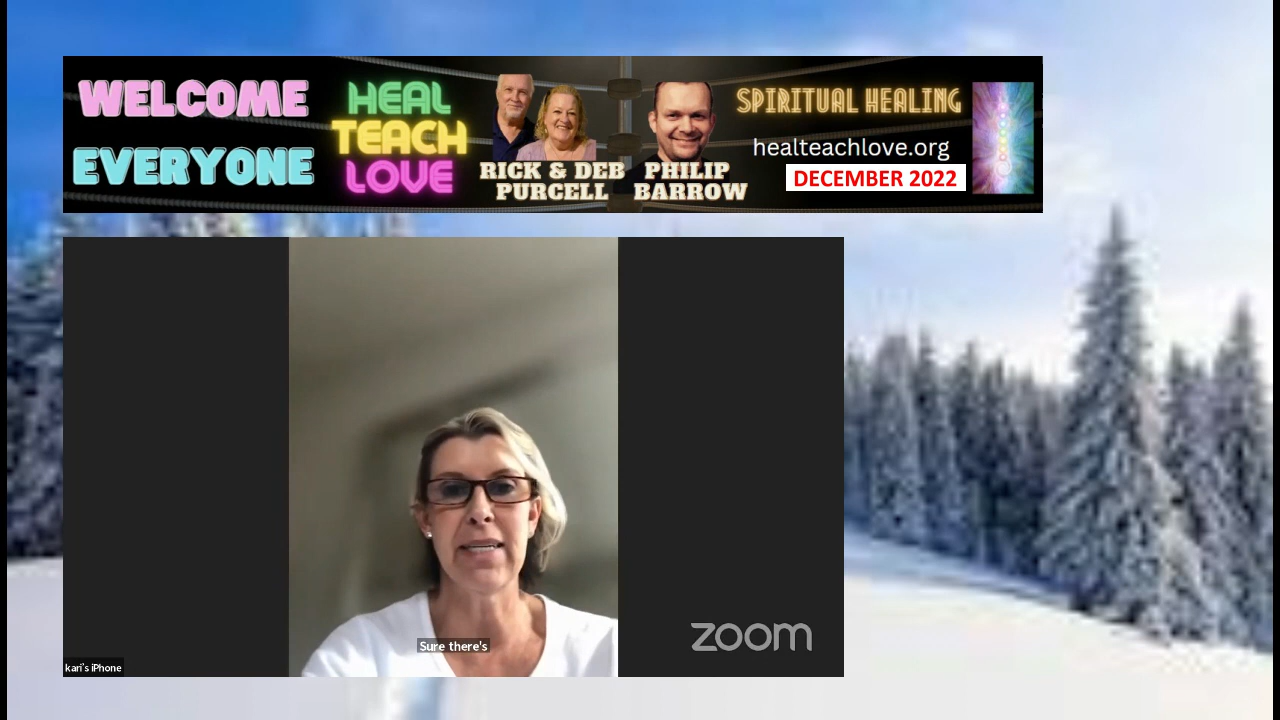 WELCOME
EVERYONE
HEAL
TEACH
LOVE
RICK & DEB
PURCELL
PHILIP
BARROW
SPIRITUAL HEALING
healteachlove.org
DECEMBER 2022
Sure there's
zoom
kari's iPhone